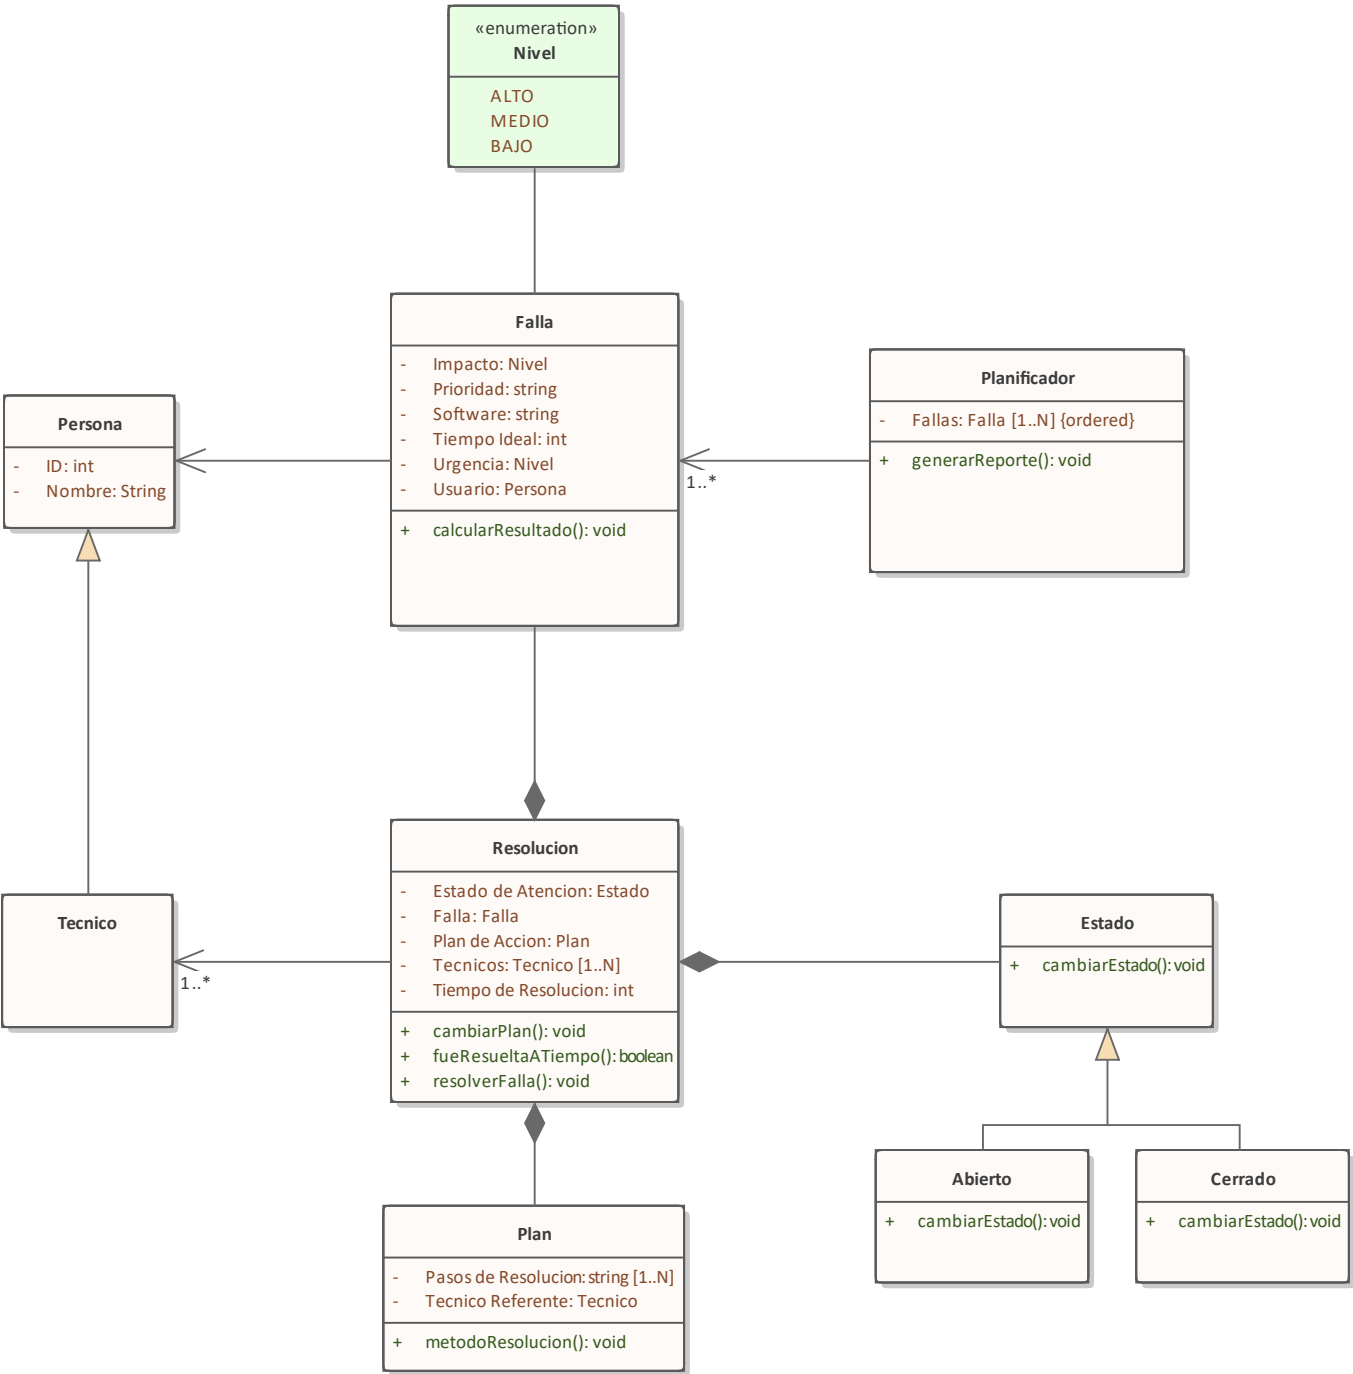 «enumeration»
Nivel
ALTO
MEDIO
BAJO
Falla
- Impacto: Nivel
- Prioridad: string
- Software: string
- Tiempo Ideal: int
- Urgencia: Nivel
- Usuario: Persona
+ calcularResultado(): void
Planificador
- Fallas: Falla [1..N] {ordered}
+ generarReporte(): void
1..*
Persona
- ID: int
- Nombre: String
Resolucion
- Estado de Atencion: Estado
- Falla: Falla
- Plan de Accion: Plan
- Tecnicos: Tecnico [1..N]
- Tiempo de Resolucion: int
+ cambiarPlan(): void
+ fueResueltaATiempo(): boolean
+ resolverFalla(): void
Tecnico
1..*
Estado
+ cambiarEstado(): void
Abierto
+ cambiarEstado(): void
Cerrado
+ cambiarEstado(): void
Plan
- Pasos de Resolucion: string [1..N]
- Tecnico Referente: Tecnico
+ metodoResolucion(): void